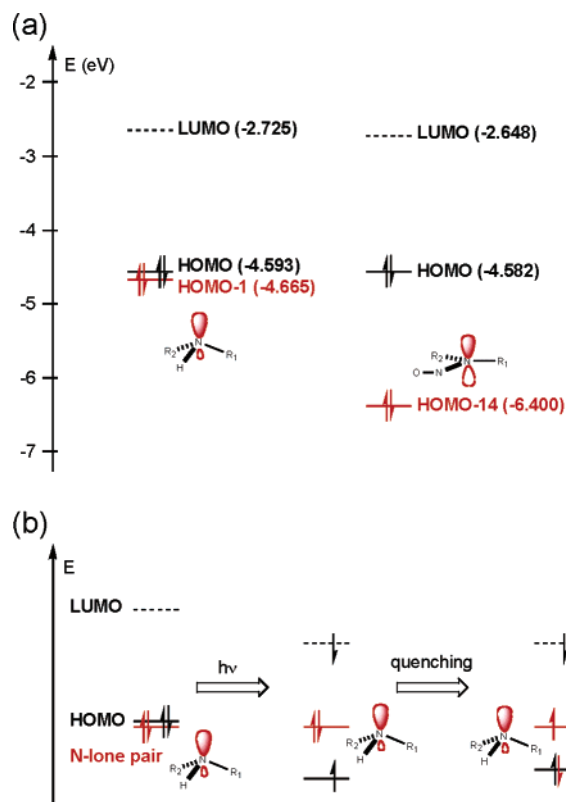 (a)
E (eV)
-2
-3
-4
-5
-6
-7
LUMO (-2.725)
HOMO (-4.593)
HOMO-1 (-4.665)
R2 N R1
H
LUMO (-2.648)
HOMO (-4.582)
R2 N R1
O N
HOMO-14 (-6.400)
(b)
E
LUMO
HOMO
N-lone pair
R2 N R1
H
hν
R2 N R1
H
quenching
R2 N R1
H